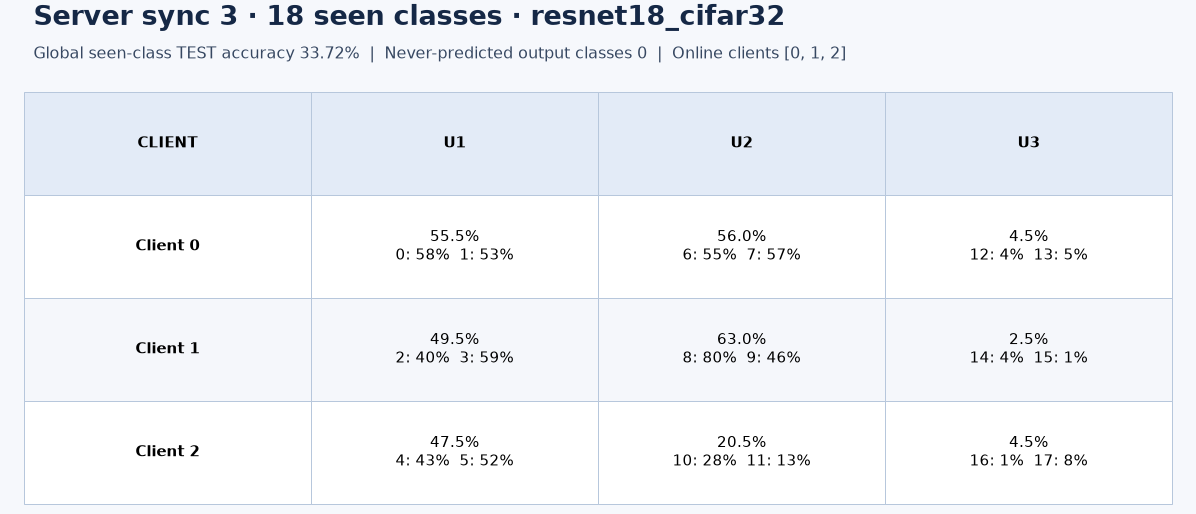 Server sync 3 · 18 seen classes · resnet18_cifar32
Global seen-class TEST accuracy 33.72%  |  Never-predicted output classes 0  |  Online clients [0, 1, 2]
CLIENT U1 U2 U3
Client 0
55.5% 56.0% 4.5%
0: 58%  1: 53% 6: 55%  7: 57% 12: 4%  13: 5%
Client 1
49.5% 63.0% 2.5%
2: 40%  3: 59% 8: 80%  9: 46% 14: 4%  15: 1%
Client 2
47.5% 20.5% 4.5%
4: 43%  5: 52% 10: 28%  11: 13% 16: 1%  17: 8%